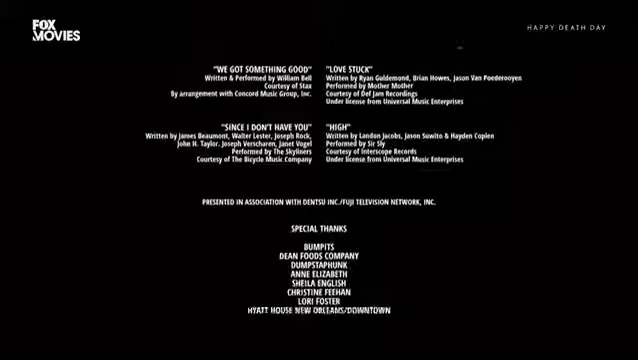 FOX
MOVIES
HAPPY DEATH DAY
"WE GOT SOMETHING GOOD"
Written & Performed by William Bell
Courtesy of Stax
By arrangement with Concord Music Group, Inc.
"LOVE STUCK"
Written by Ryan Guldemond, Brian Howes, Jason Van Poederooyen
Performed by Mother Mother
Courtesy of Def Jam Recordings
Under license from Universal Music Enterprises
"SINCE I DON'T HAVE YOU"
Written by James Beaumont, Walter Lester, Joseph Rock,
John H. Taylor, Joseph Verscharen, Janet Vogel
Performed by The Skyliners
Courtesy of The Bicycle Music Company
"HIGH"
Written by Landon Jacobs, Jason Suwito & Hayden Coplen
Performed by Sir Sly
Courtesy of Interscope Records
Under license from Universal Music Enterprises
PRESENTED IN ASSOCIATION WITH DENTSU INC./FUJI TELEVISION NETWORK, INC.
SPECIAL THANKS
BUMPITS
DEAN FOODS COMPANY
DUMPSTAPHUNK
ANNE ELIZABETH
SHEILA ENGLISH
CHRISTINE FEEHAN
LORI FOSTER
HYATT HOUSE NEW ORLEANS/DOWNTOWN